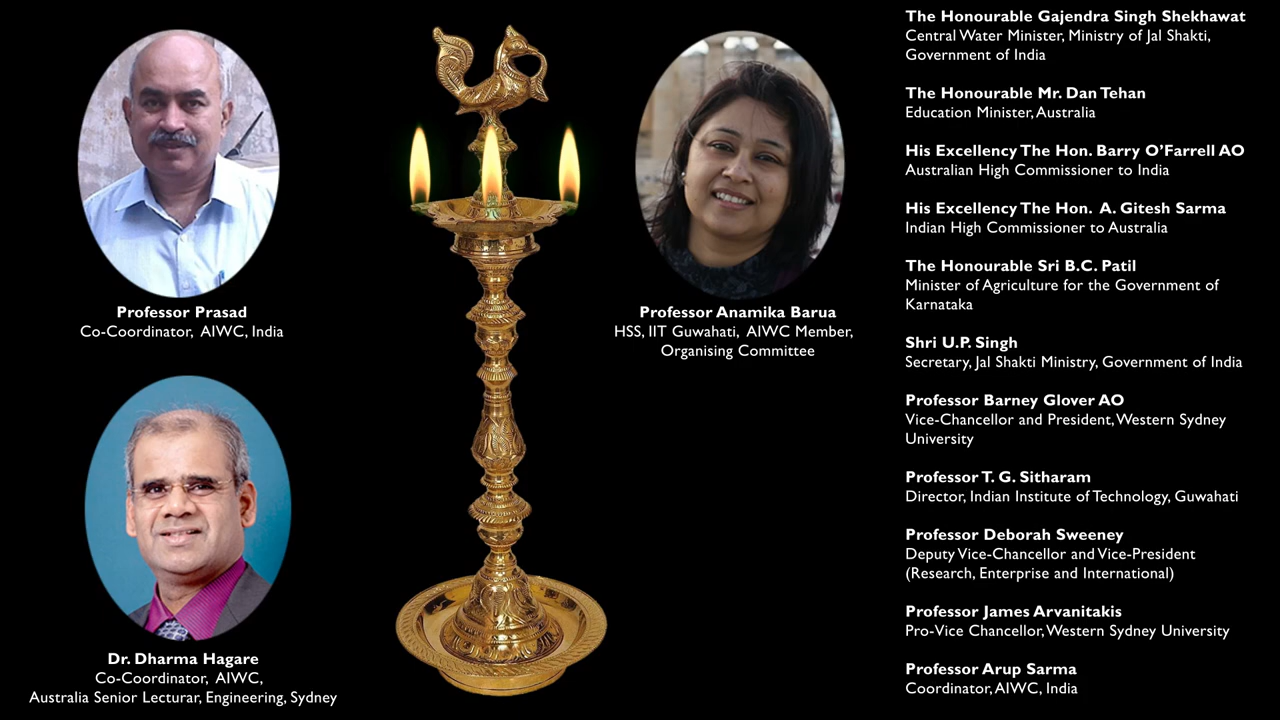 Professor Prasad
Co-Coordinator, AIWC, India
Dr. Dharma Hagare
Co-Coordinator, AIWC,
Australia Senior Lecturar, Engineering, Sydney
Professor Anamika Barua
HSS, IIT Guwahati, AIWC Member,
Organising Committee
The Honourable Gajendra Singh Shekhawat
Central Water Minister, Ministry of Jal Shakti,
Government of India
The Honourable Mr. Dan Tehan
Education Minister, Australia
His Excellency The Hon. Barry O'Farrell AO
Australian High Commissioner to India
His Excellency The Hon. A. Gitesh Sarma
Indian High Commissioner to Australia
The Honourable Sri B.C. Patil
Minister of Agriculture for the Government of
Karnataka
Shri U.P. Singh
Secretary, Jal Shakti Ministry, Government of India
Professor Barney Glover AO
Vice-Chancellor and President, Western Sydney
University
Professor T. G. Sitharam
Director, Indian Institute of Technology, Guwahati
Professor Deborah Sweeney
Deputy Vice-Chancellor and Vice-President
(Research, Enterprise and International)
Professor James Arvanitakis
Pro-Vice Chancellor, Western Sydney University
Professor Arup Sarma
Coordinator, AIWC, India